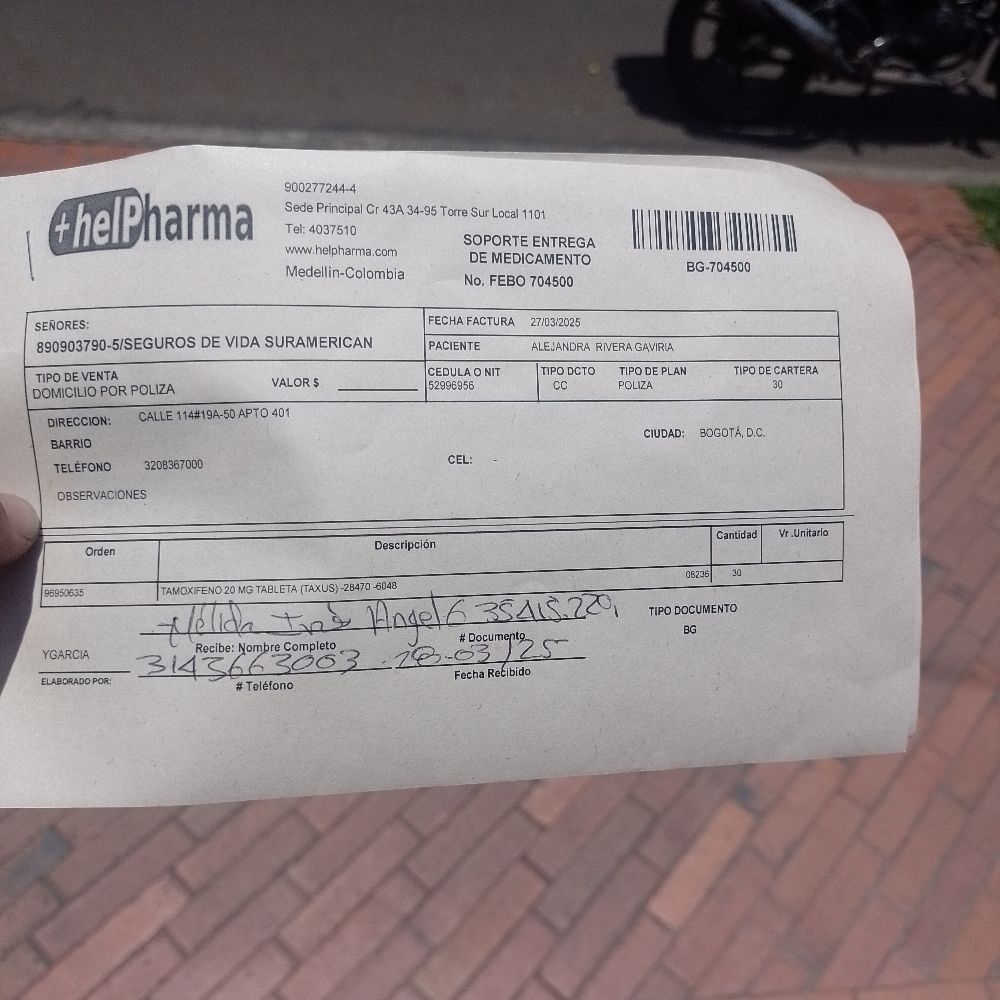 +helPharma
900277244-4
Sede Principal Cr 43A 34-95 Torre Sur Local 1101
Tel: 4037510
www.helpharma.com
Medellin-Colombia
SOPORTE ENTREGA
DE MEDICAMENTO
No. FEBO 704500
BG-704500
SEÑORES:
890903790-5/SEGUROS DE VIDA SURAMERICAN
FECHA FACTURA 27/03/2025
PACIENTE ALEJANDRA RIVERA GAVIRIA
TIPO DE VENTA
DOMICILIO POR POLIZA
VALOR $
CEDULA O NIT
52996956
TIPO DCTO
CC
TIPO DE PLAN
POLIZA
TIPO DE CARTERA
30
DIRECCION: CALLE 114#19A-50 APTO 401
BARRIO
CIUDAD: BOGOTÁ, D.C.
TELÉFONO 3208367000
CEL: -
OBSERVACIONES
Orden Descripción Cantidad Vr .Unitario
96950635 TAMOXIFENO 20 MG TABLETA (TAXUS) -28470 -6048 08236 30
Angel 35415.220
Recibe: Nombre Completo # Documento
TIPO DOCUMENTO
BG
YGARCIA
ELABORADO POR:
3143663003 28-03/25
# Teléfono Fecha Recibido